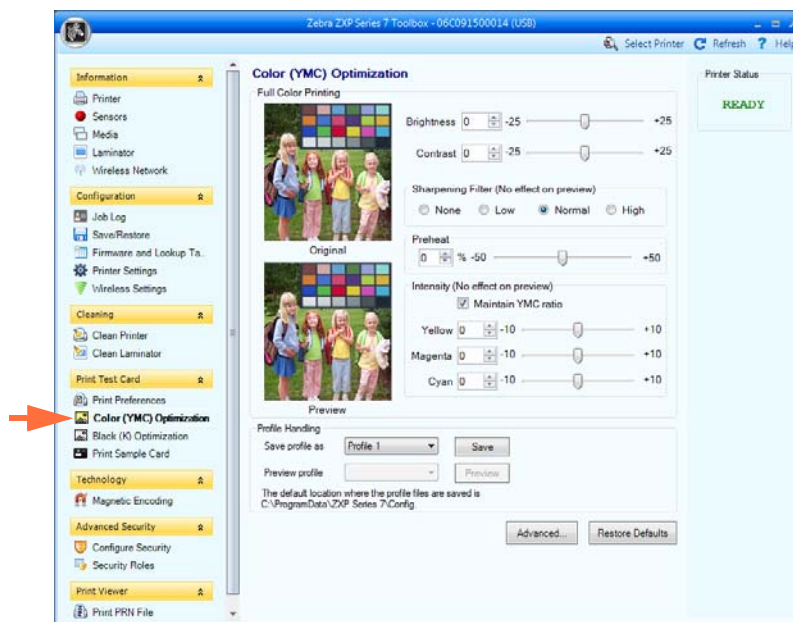 Zebra ZXP Series 7 Toolbox - 06C091500014 (USB)
Select Printer Refresh ? Help
Information
Printer
Sensors
Media
Laminator
Wireless Network
Configuration
Job Log
Save/Restore
Firmware and Lookup Ta..
Printer Settings
Wireless Settings
Cleaning
Clean Printer
Clean Laminator
Print Test Card
Print Preferences
Color (YMC) Optimization
Black (K) Optimization
Print Sample Card
Technology
Magnetic Encoding
Advanced Security
Configure Security
Security Roles
Print Viewer
Print PRN File
Color (YMC) Optimization
Full Color Printing
Original
Preview
Brightness 0 -25 +25
Contrast 0 -25 +25
Sharpening Filter (No effect on preview)
None Low Normal High
Preheat
0 % -50 +50
Intensity (No effect on preview)
Maintain YMC ratio
Yellow 0 -10 +10
Magenta 0 -10 +10
Cyan 0 -10 +10
Profile Handling
Save profile as Profile 1 Save
Preview profile Preview
The default location where the profile files are saved is
C:\ProgramData\ZXP Series 7\Config.
Advanced... Restore Defaults
Printer Status
READY